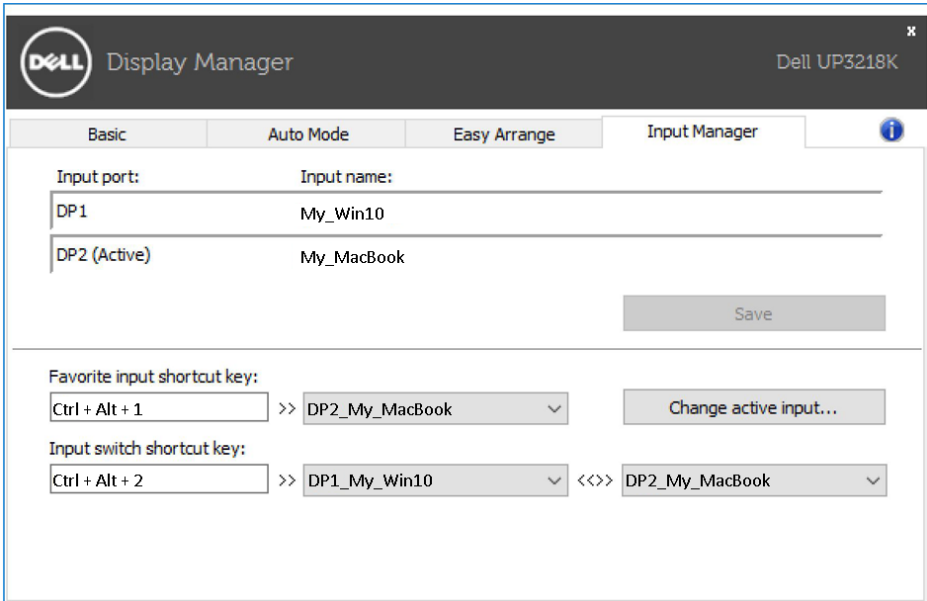 x
DELL Display Manager Dell UP3218K
Basic Auto Mode Easy Arrange Input Manager i
Input port: Input name:
DP1 My_Win10
DP2 (Active) My_MacBook
Save
Favorite input shortcut key:
Ctrl + Alt + 1 >> DP2_My_MacBook Change active input...
Input switch shortcut key:
Ctrl + Alt + 2 >> DP1_My_Win10 <<>> DP2_My_MacBook